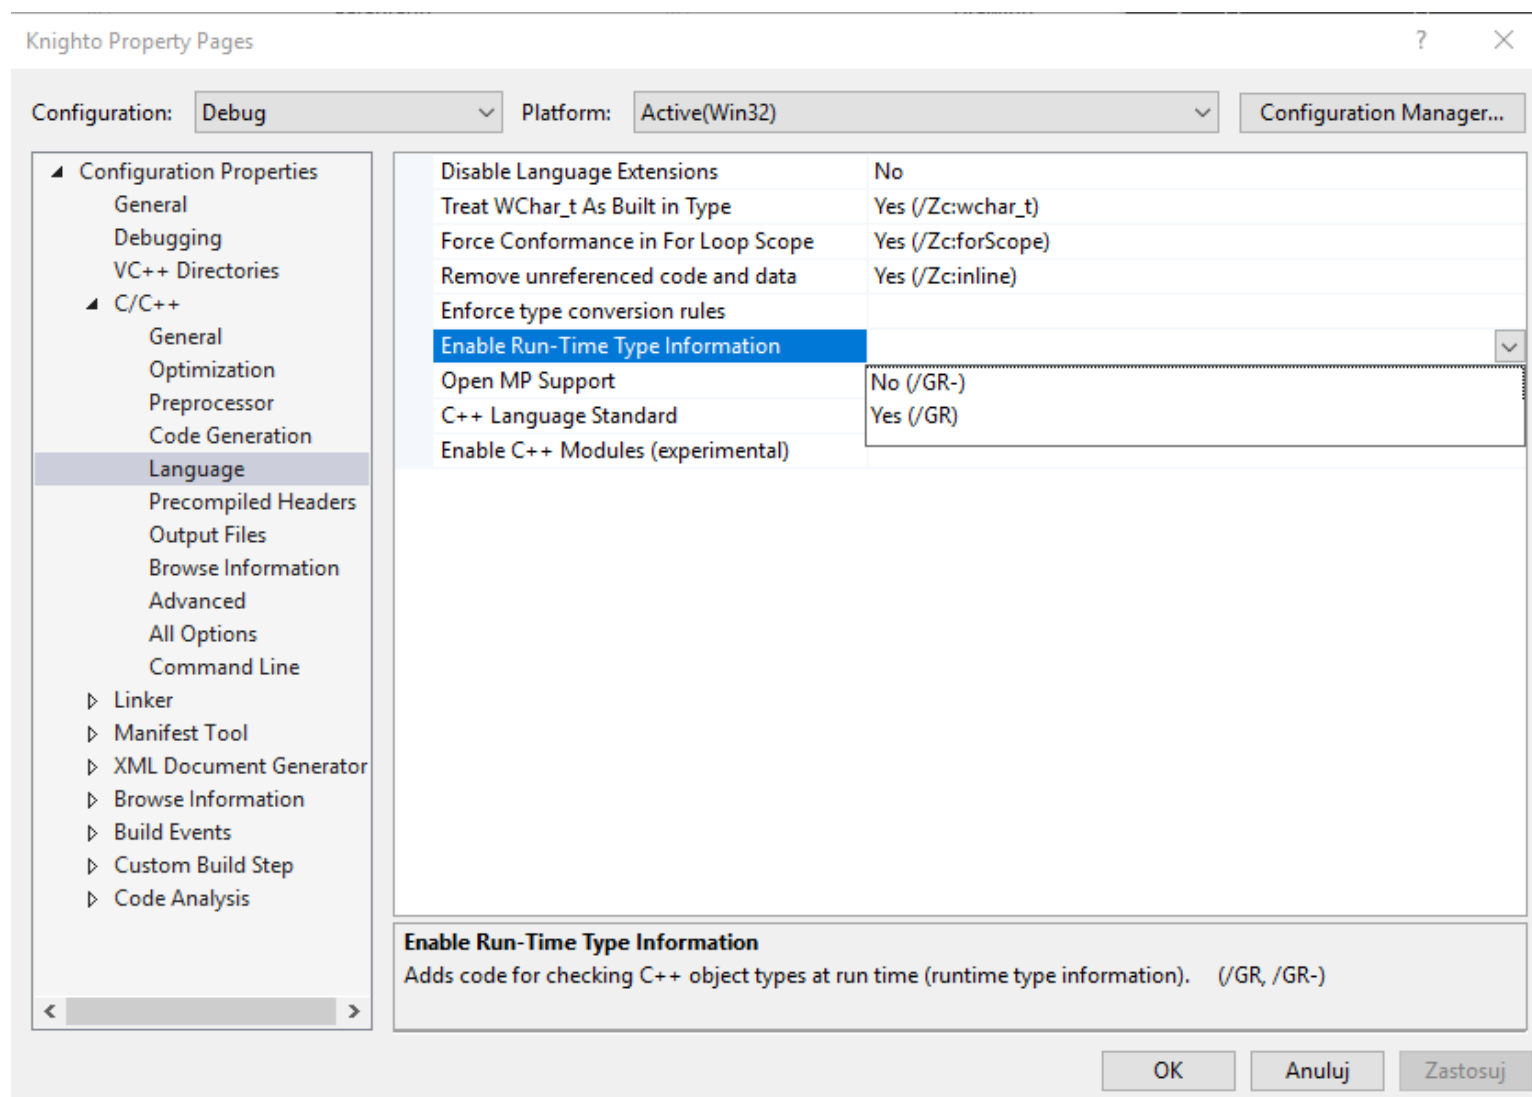 Knighto Property Pages
Configuration: Debug Platform: Active(Win32) Configuration Manager...
Configuration Properties
General
Debugging
VC++ Directories
C/C++
General
Optimization
Preprocessor
Code Generation
Language
Precompiled Headers
Output Files
Browse Information
Advanced
All Options
Command Line
Linker
Manifest Tool
XML Document Generator
Browse Information
Build Events
Custom Build Step
Code Analysis
Disable Language Extensions No
Treat WChar_t As Built in Type Yes (/Zc:wchar_t)
Force Conformance in For Loop Scope Yes (/Zc:forScope)
Remove unreferenced code and data Yes (/Zc:inline)
Enforce type conversion rules
Enable Run-Time Type Information
Open MP Support No (/GR-)
C++ Language Standard Yes (/GR)
Enable C++ Modules (experimental)
Enable Run-Time Type Information
Adds code for checking C++ object types at run time (runtime type information). (/GR, /GR-)
OK Anuluj Zastosuj